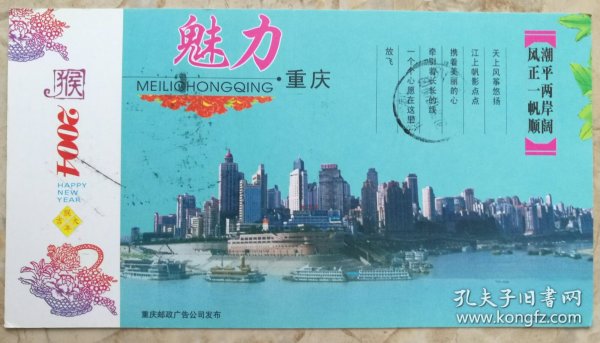 猴
2004
HAPPY
NEW
YEAR
魅力
MEILICHONGQING·重庆
【潮平两岸阔
风正一帆顺】
天上风筝悠扬
江上帆影点点
携着美丽的心
牵引着长长的线
一个个心愿在这里
放飞
重庆邮政广告公司发布
孔夫子旧书网
www.kongfz.com